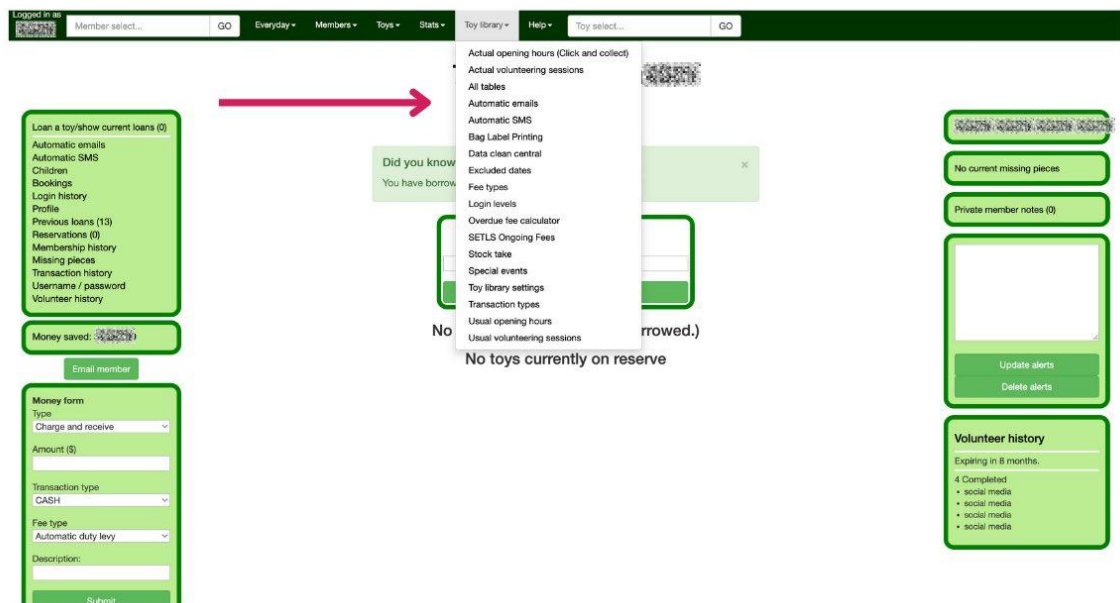 Logged in as
Member select...
GO
Everyday
Members
Toys
Stats
Toy library
Help
Toy select...
GO
Actual opening hours (Click and collect)
Actual volunteering sessions
All tables
Automatic emails
Automatic SMS
Bag Label Printing
Data clean central
Excluded dates
Fee types
Login levels
Overdue fee calculator
SETLS Ongoing Fees
Stock take
Special events
Toy library settings
Transaction types
Usual opening hours
Usual volunteering sessions
Loan a toy/show current loans (0)
Automatic emails
Automatic SMS
Children
Bookings
Login history
Profile
Previous loans (13)
Reservations (0)
Membership history
Missing pieces
Transaction history
Username / password
Volunteer history
Money saved:
Email member
Money form
Type
Charge and receive
Amount ($)
Transaction type
CASH
Fee type
Automatic duty levy
Description:
Submit
Did you know
×
You have borrow
No rrowed.)
No toys currently on reserve
No current missing pieces
Private member notes (0)
Update alerts
Delete alerts
Volunteer history
Expiring in 8 months.
4 Completed
• social media
• social media
• social media
• social media